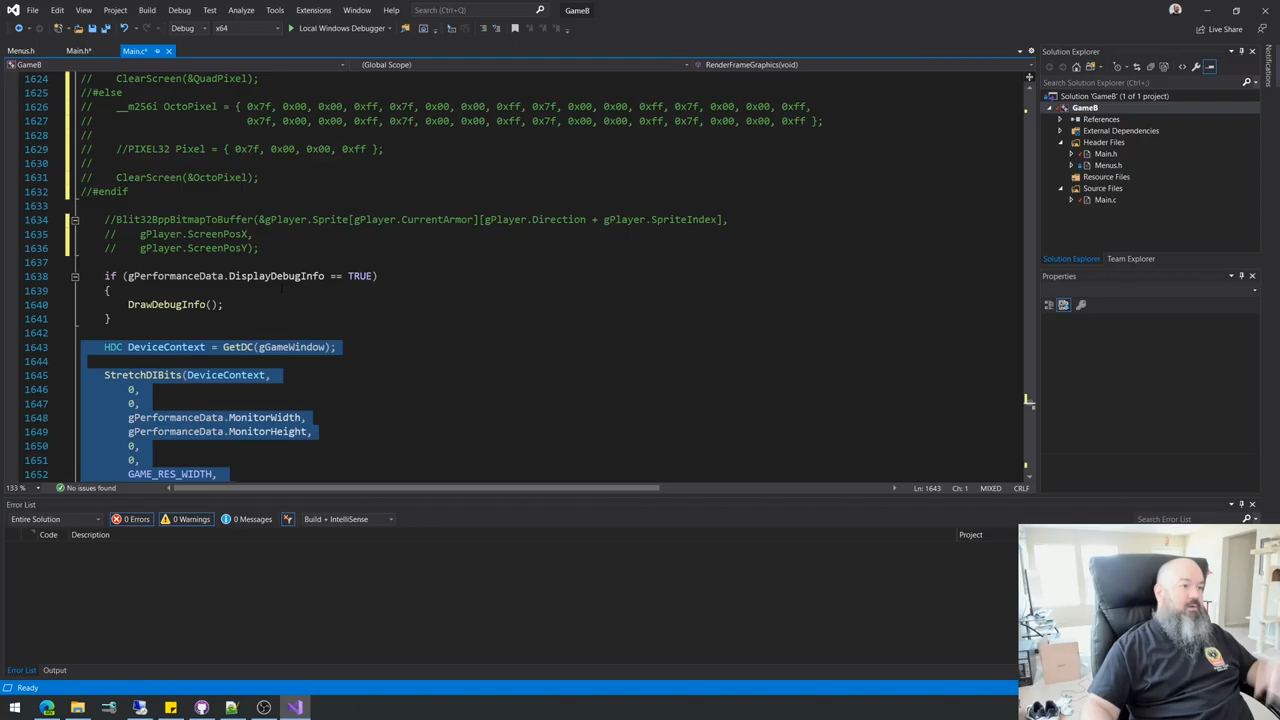 File Edit View Git Project Build Debug Test Analyze Tools Extensions Window Help Search (Ctrl+Q) GameB
Debug x64 Local Windows Debugger Live Share
Menus.h Main.h* Main.c*
GameB (Global Scope) RenderFrameGraphics(void)
1624 // ClearScreen(&QuadPixel);
1625 //#else
1626 // __m256i OctoPixel = { 0x7f, 0x00, 0x00, 0xff, 0x7f, 0x00, 0x00, 0xff, 0x7f, 0x00, 0x00, 0xff, 0x7f, 0x00, 0x00, 0xff,
1627 // 0x7f, 0x00, 0x00, 0xff, 0x7f, 0x00, 0x00, 0xff, 0x7f, 0x00, 0x00, 0xff, 0x7f, 0x00, 0x00, 0xff };
1628 //
1629 // //PIXEL32 Pixel = { 0x7f, 0x00, 0x00, 0xff };
1630 //
1631 // ClearScreen(&OctoPixel);
1632 //#endif
1633
1634 //Blit32BppBitmapToBuffer(&gPlayer.Sprite[gPlayer.CurrentArmor][gPlayer.Direction + gPlayer.SpriteIndex],
1635 // gPlayer.ScreenPosX,
1636 // gPlayer.ScreenPosY);
1637
1638 if (gPerformanceData.DisplayDebugInfo == TRUE)
1639 {
1640 DrawDebugInfo();
1641 }
1642
1643 HDC DeviceContext = GetDC(gGameWindow);
1644
1645 StretchDIBits(DeviceContext,
1646 0,
1647 0,
1648 gPerformanceData.MonitorWidth,
1649 gPerformanceData.MonitorHeight,
1650 0,
1651 0,
1652 GAME_RES_WIDTH,
133 % No issues found Ln: 1643 Ch: 1 MIXED CRLF
Solution Explorer
Search Solution Explorer (Ctrl+;)
Solution 'GameB' (1 of 1 project)
GameB
References
External Dependencies
Header Files
Main.h
Menus.h
Resource Files
Source Files
Main.c
Solution Explorer Team Explorer
Properties
Notifications
Error List
Entire Solution 0 Errors 0 Warnings 0 Messages Build + IntelliSense Search Error List
Code Description Project
Error List Output
Ready